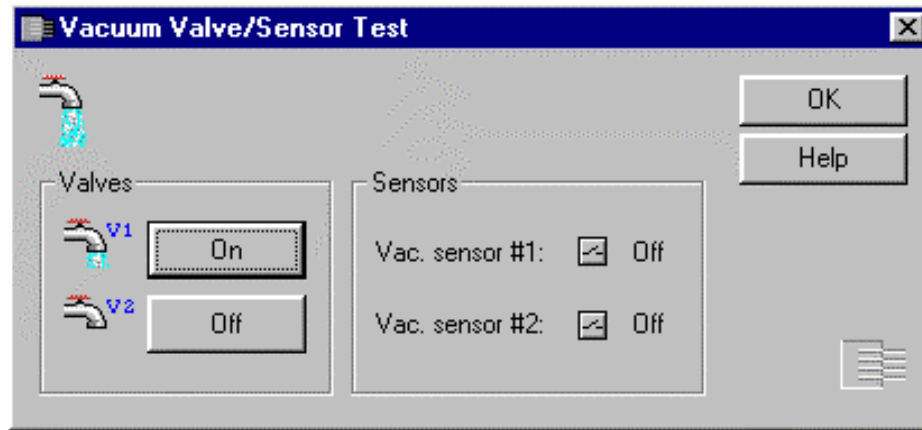 Vacuum Valve/Sensor Test
OK
Help
Valves
V1
On
V2
Off
Sensors
Vac. sensor #1: Off
Vac. sensor #2: Off